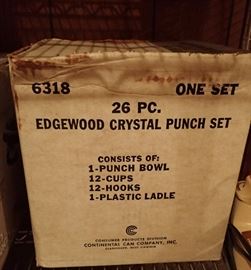 6318 ONE SET
26 PC.
EDGEWOOD CRYSTAL PUNCH SET
CONSISTS OF:
1-PUNCH BOWL
12-CUPS
12-HOOKS
1-PLASTIC LADLE
CONSUMER PRODUCTS DIVISION
CONTINENTAL CAN COMPANY, INC.